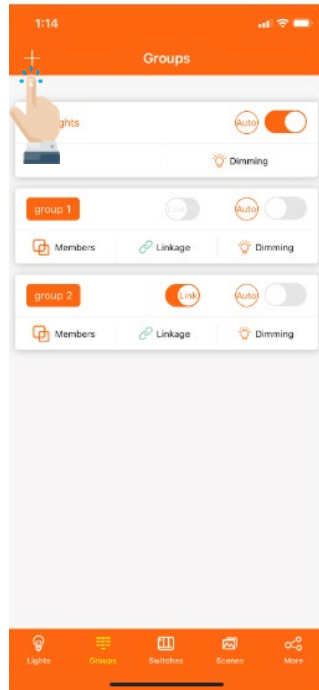 1:14
Groups
ghts
Auto
Dimming
group 1
Link
Auto
Members
Linkage
Dimming
group 2
Link
Auto
Members
Linkage
Dimming
Lights
Groups
Switches
Scenes
More